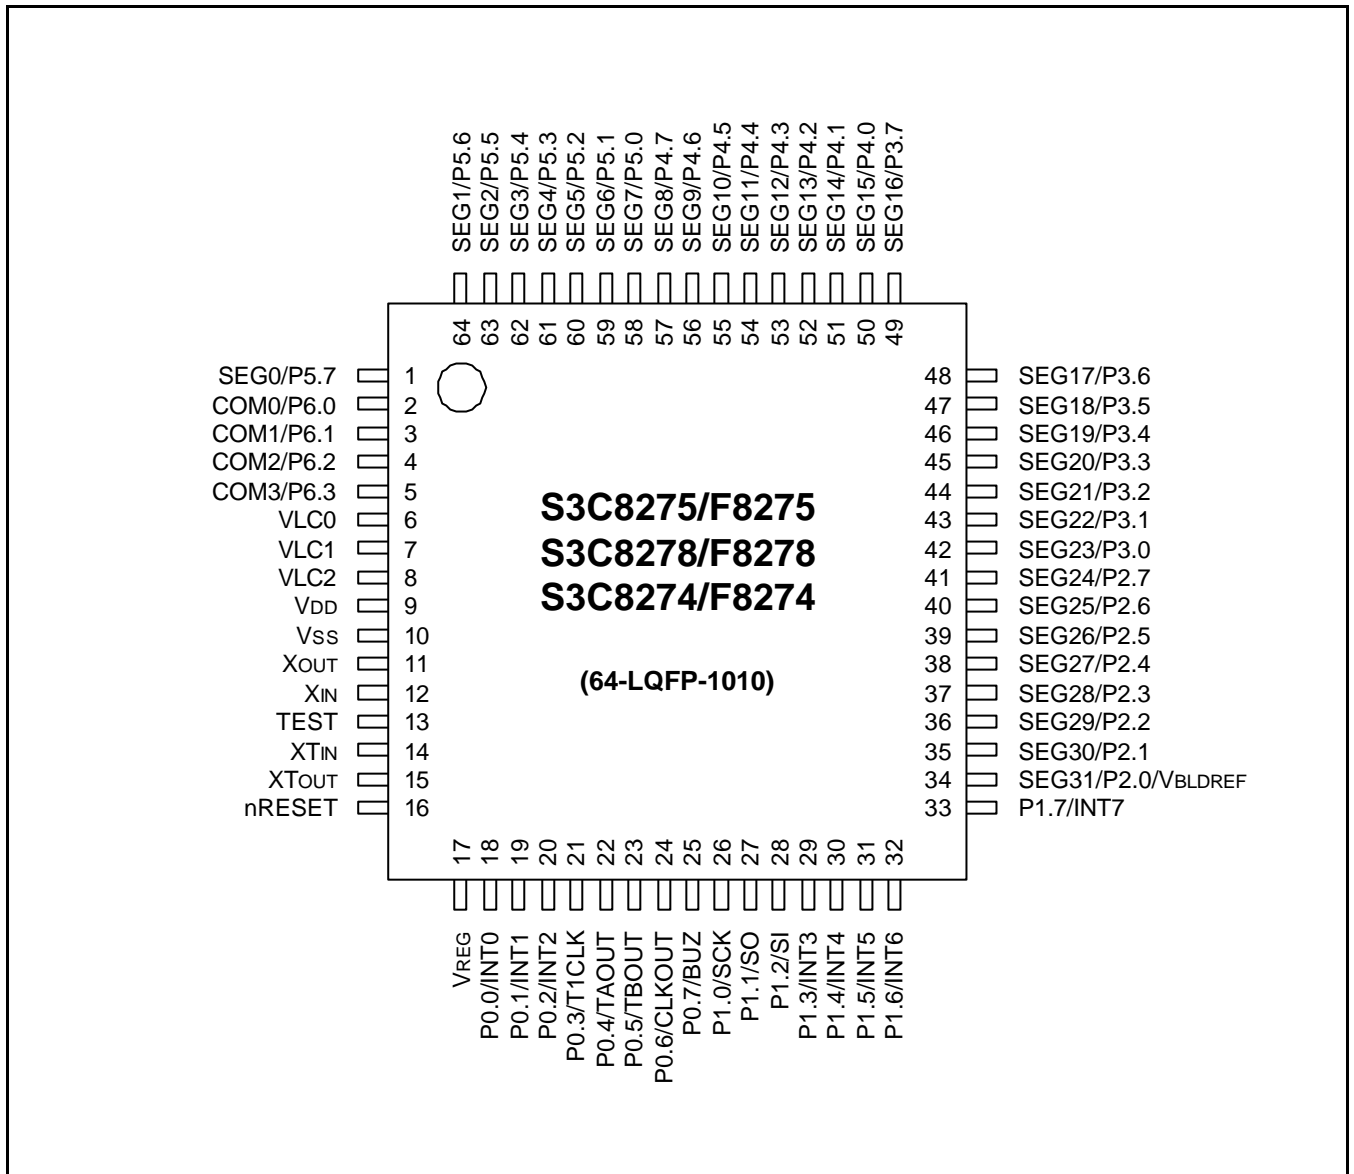 SEG1/P5.6
SEG2/P5.5
SEG3/P5.4
SEG4/P5.3
SEG5/P5.2
SEG6/P5.1
SEG7/P5.0
SEG8/P4.7
SEG9/P4.6
SEG10/P4.5
SEG11/P4.4
SEG12/P4.3
SEG13/P4.2
SEG14/P4.1
SEG15/P4.0
SEG16/P3.7
64 63 62 61 60 59 58 57 56 55 54 53 52 51 50 49
SEG0/P5.7 1
COM0/P6.0 2
COM1/P6.1 3
COM2/P6.2 4
COM3/P6.3 5
VLC0 6
VLC1 7
VLC2 8
VDD 9
VSS 10
XOUT 11
XIN 12
TEST 13
XTIN 14
XTOUT 15
nRESET 16
S3C8275/F8275
S3C8278/F8278
S3C8274/F8274
(64-LQFP-1010)
48 SEG17/P3.6
47 SEG18/P3.5
46 SEG19/P3.4
45 SEG20/P3.3
44 SEG21/P3.2
43 SEG22/P3.1
42 SEG23/P3.0
41 SEG24/P2.7
40 SEG25/P2.6
39 SEG26/P2.5
38 SEG27/P2.4
37 SEG28/P2.3
36 SEG29/P2.2
35 SEG30/P2.1
34 SEG31/P2.0/VBLDREF
33 P1.7/INT7
17 18 19 20 21 22 23 24 25 26 27 28 29 30 31 32
VREG
P0.0/INT0
P0.1/INT1
P0.2/INT2
P0.3/T1CLK
P0.4/TAOUT
P0.5/TBOUT
P0.6/CLKOUT
P0.7/BUZ
P1.0/SCK
P1.1/SO
P1.2/SI
P1.3/INT3
P1.4/INT4
P1.5/INT5
P1.6/INT6